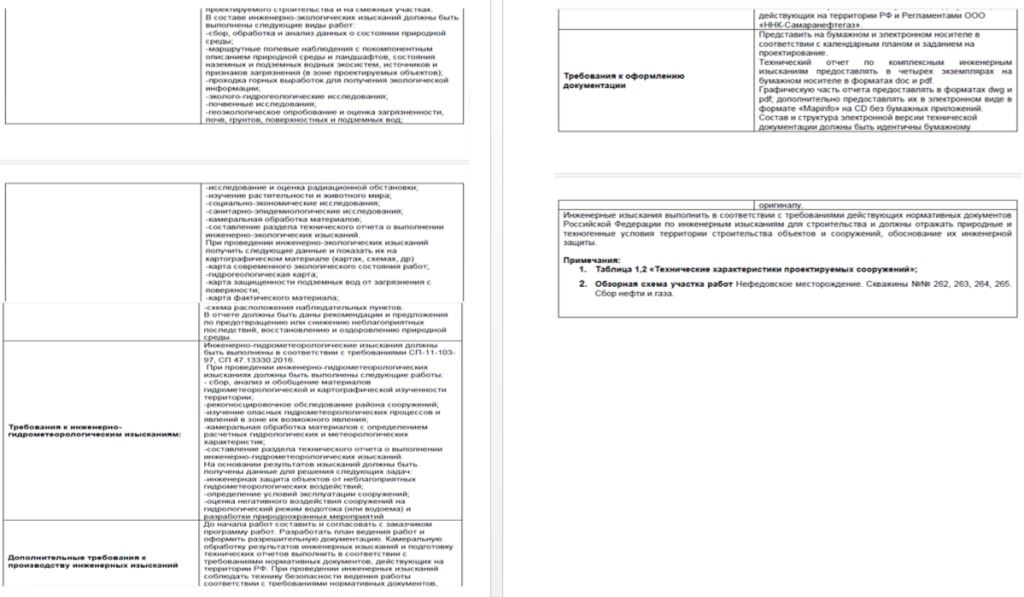 проектируемого строительства и на смежных участках.
В составе инженерно-экологических изысканий должны быть
выполнены следующие виды работ:
-сбор, обработка и анализ данных о состоянии природной
среды;
-маршрутные полевые наблюдения с покомпонентным
описанием природной среды и ландшафтов, состояния
наземных и подземных водных экосистем, источников и
признаков загрязнения (в зоне проектируемых объектов);
-проходка горных выработок для получения экологической
информации;
-эколого-гидрогеологические исследования;
-почвенные исследования;
-геоэкологическое опробование и оценка загрязненности,
почв, грунтов, поверхностных и подземных вод;
-исследование и оценка радиационной обстановки;
-изучение растительности и животного мира;
-социально-экономические исследования;
-санитарно-эпидемиологические исследования;
-камеральная обработка материалов;
-составление раздела технического отчета о выполнении
инженерно-экологических изысканий.
При проведении инженерно-экологических изысканий
получить следующие данные и показать их на
картографическом материале (картах, схемах, др)
-карта современного экологического состояния работ;
-гидрогеологическая карта;
-карта защищенности подземных вод от загрязнения с
поверхности;
-карта фактического материала;
-схема расположения наблюдательных пунктов.
В отчете должны быть даны рекомендации и предложения
по предотвращению или снижению неблагоприятных
последствий, восстановлению и оздоровлению природной
среды.
Требования к инженерно-
гидрометеорологическим изысканиям:
Инженерно-гидрометеорологические изыскания должны
быть выполнены в соответствии с требованиями СП-11-103-
97, СП 47.13330.2016.
При проведении инженерно-гидрометеорологических
изысканиях должны быть выполнены следующие работы:
- сбор, анализ и обобщение материалов
гидрометеорологической и картографической изученности
территории;
-рекогносцировочное обследование района сооружений;
-изучение опасных гидрометеорологических процессов и
явлений в зоне их возможного явления;
-камеральная обработка материалов с определением
расчетных гидрологических и метеорологических
характеристик;
-составление раздела технического отчета о выполнении
инженерно-гидрометеорологических изысканий.
На основании результатов изысканий должны быть
получены данные для решения следующих задач:
-инженерная защита объектов от неблагоприятных
гидрометеорологических воздействий;
-определение условий эксплуатации сооружений;
-оценка негативного воздействия сооружений на
гидрологический режим водотока (или водоема) и
разработки природоохранных мероприятий
Дополнительные требования к
производству инженерных изысканий
До начала работ составить и согласовать с заказчиком
программу работ. Разработать план ведения работ и
оформить разрешительную документацию. Камеральную
обработку результатов инженерных изысканий и подготовку
технических отчетов выполнить в соответствии с
требованиями нормативных документов, действующих на
территории РФ. При проведении инженерных изысканий
соблюдать технику безопасности ведения работы
соответствии с требованиями нормативных документов,
действующих на территории РФ и Регламентами ООО
«ННК-Самаранефтегаз».
Требования к оформлению
документации
Представить на бумажном и электронном носителе в
соответствии с календарным планом и заданием на
проектирование.
Технический отчет по комплексным инженерным
изысканиям предоставлять в четырех экземплярах на
бумажном носителе в форматах doc и pdf.
Графическую часть отчета предоставлять в форматах dwg и
pdf; дополнительно предоставлять их в электронном виде в
формате «Mapinfo» на CD без бумажных приложений.
Состав и структура электронной версии технической
документации должны быть идентичны бумажному
оригиналу.
Инженерные изыскания выполнить в соответствии с требованиями действующих нормативных документов
Российской Федерации по инженерным изысканиям для строительства и должны отражать природные и
техногенные условия территории строительства объектов и сооружений, обоснование их инженерной
защиты.
Примечания:
1. Таблица 1,2 «Технические характеристики проектируемых сооружений»;
2. Обзорная схема участка работ Нефедовское месторождение. Скважины №№ 262, 263, 264, 265.
Сбор нефти и газа.